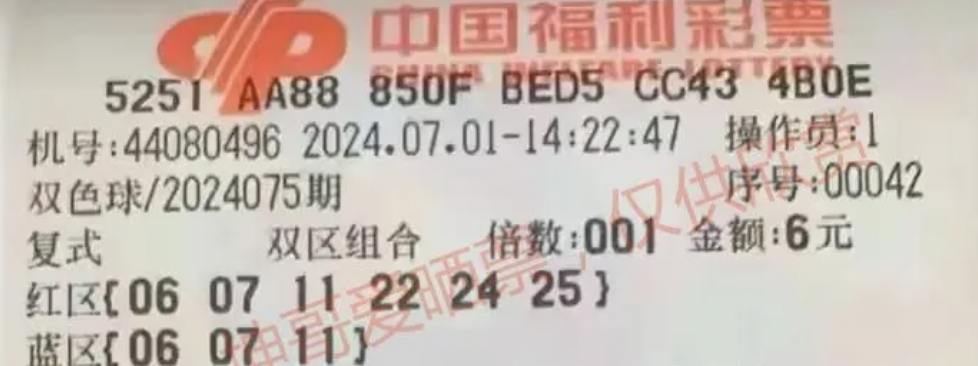 中国福利彩票
CHINA WELFARE LOTTERY
5251 AA88 850F BED5 CC43 4B0E
机号:44080496 2024.07.01-14:22:47 操作员:1
双色球/2024075期 序号:00042
复式 双区组合 倍数:001 金额:6元
红区{06 07 11 22 24 25}
蓝区{06 07 11}
坤哥爱晒票，仅供欣赏